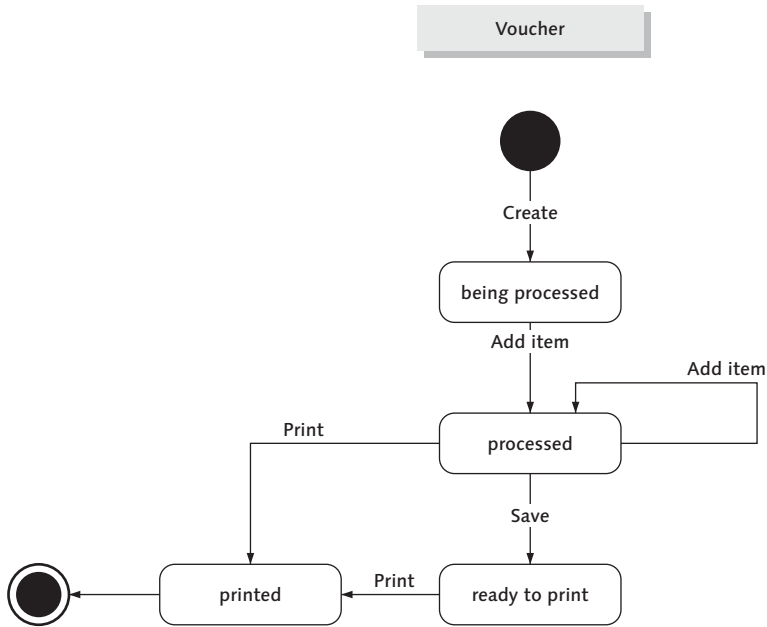 Voucher
Create
being processed
Add item
Add item
processed
Print
Save
printed
Print
ready to print